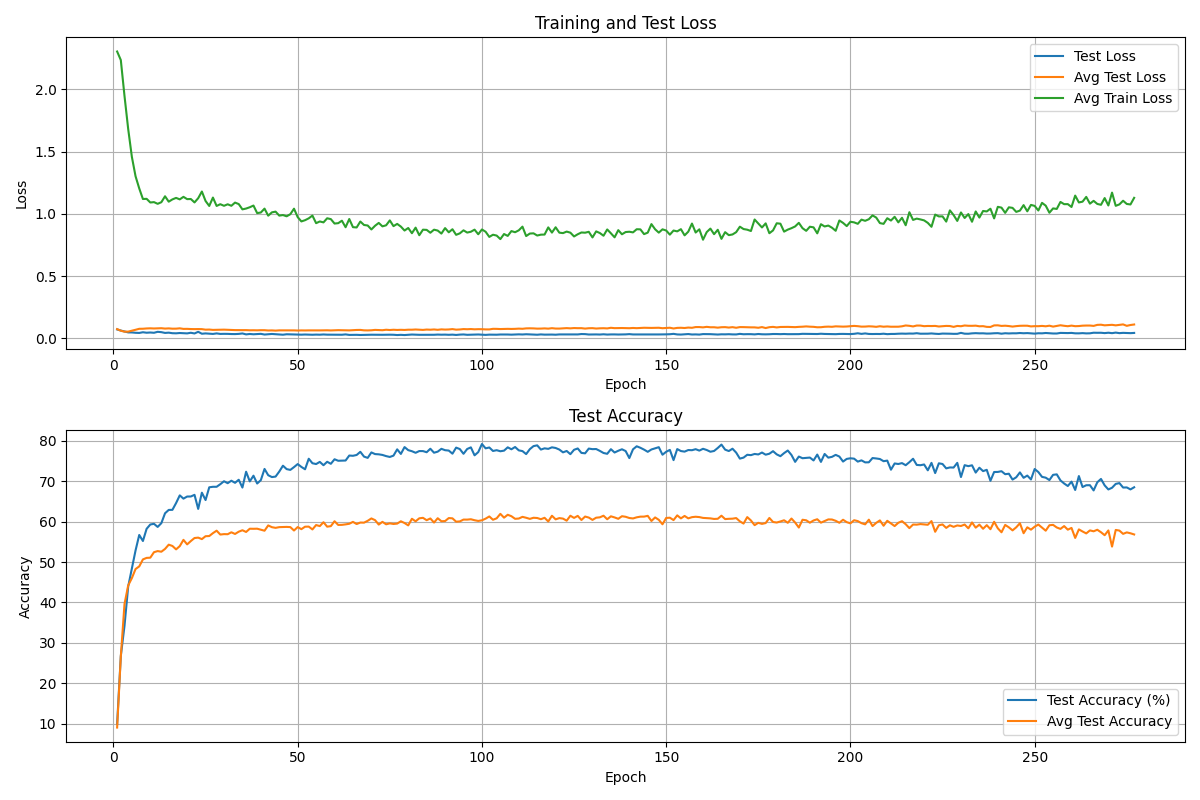 Training and Test Loss
Loss
2.0
1.5
1.0
0.5
0.0
Test Loss
Avg Test Loss
Avg Train Loss
0 50 100 150 200 250
Epoch
Test Accuracy
Accuracy
80
70
60
50
40
30
20
10
Test Accuracy (%)
Avg Test Accuracy
0 50 100 150 200 250
Epoch